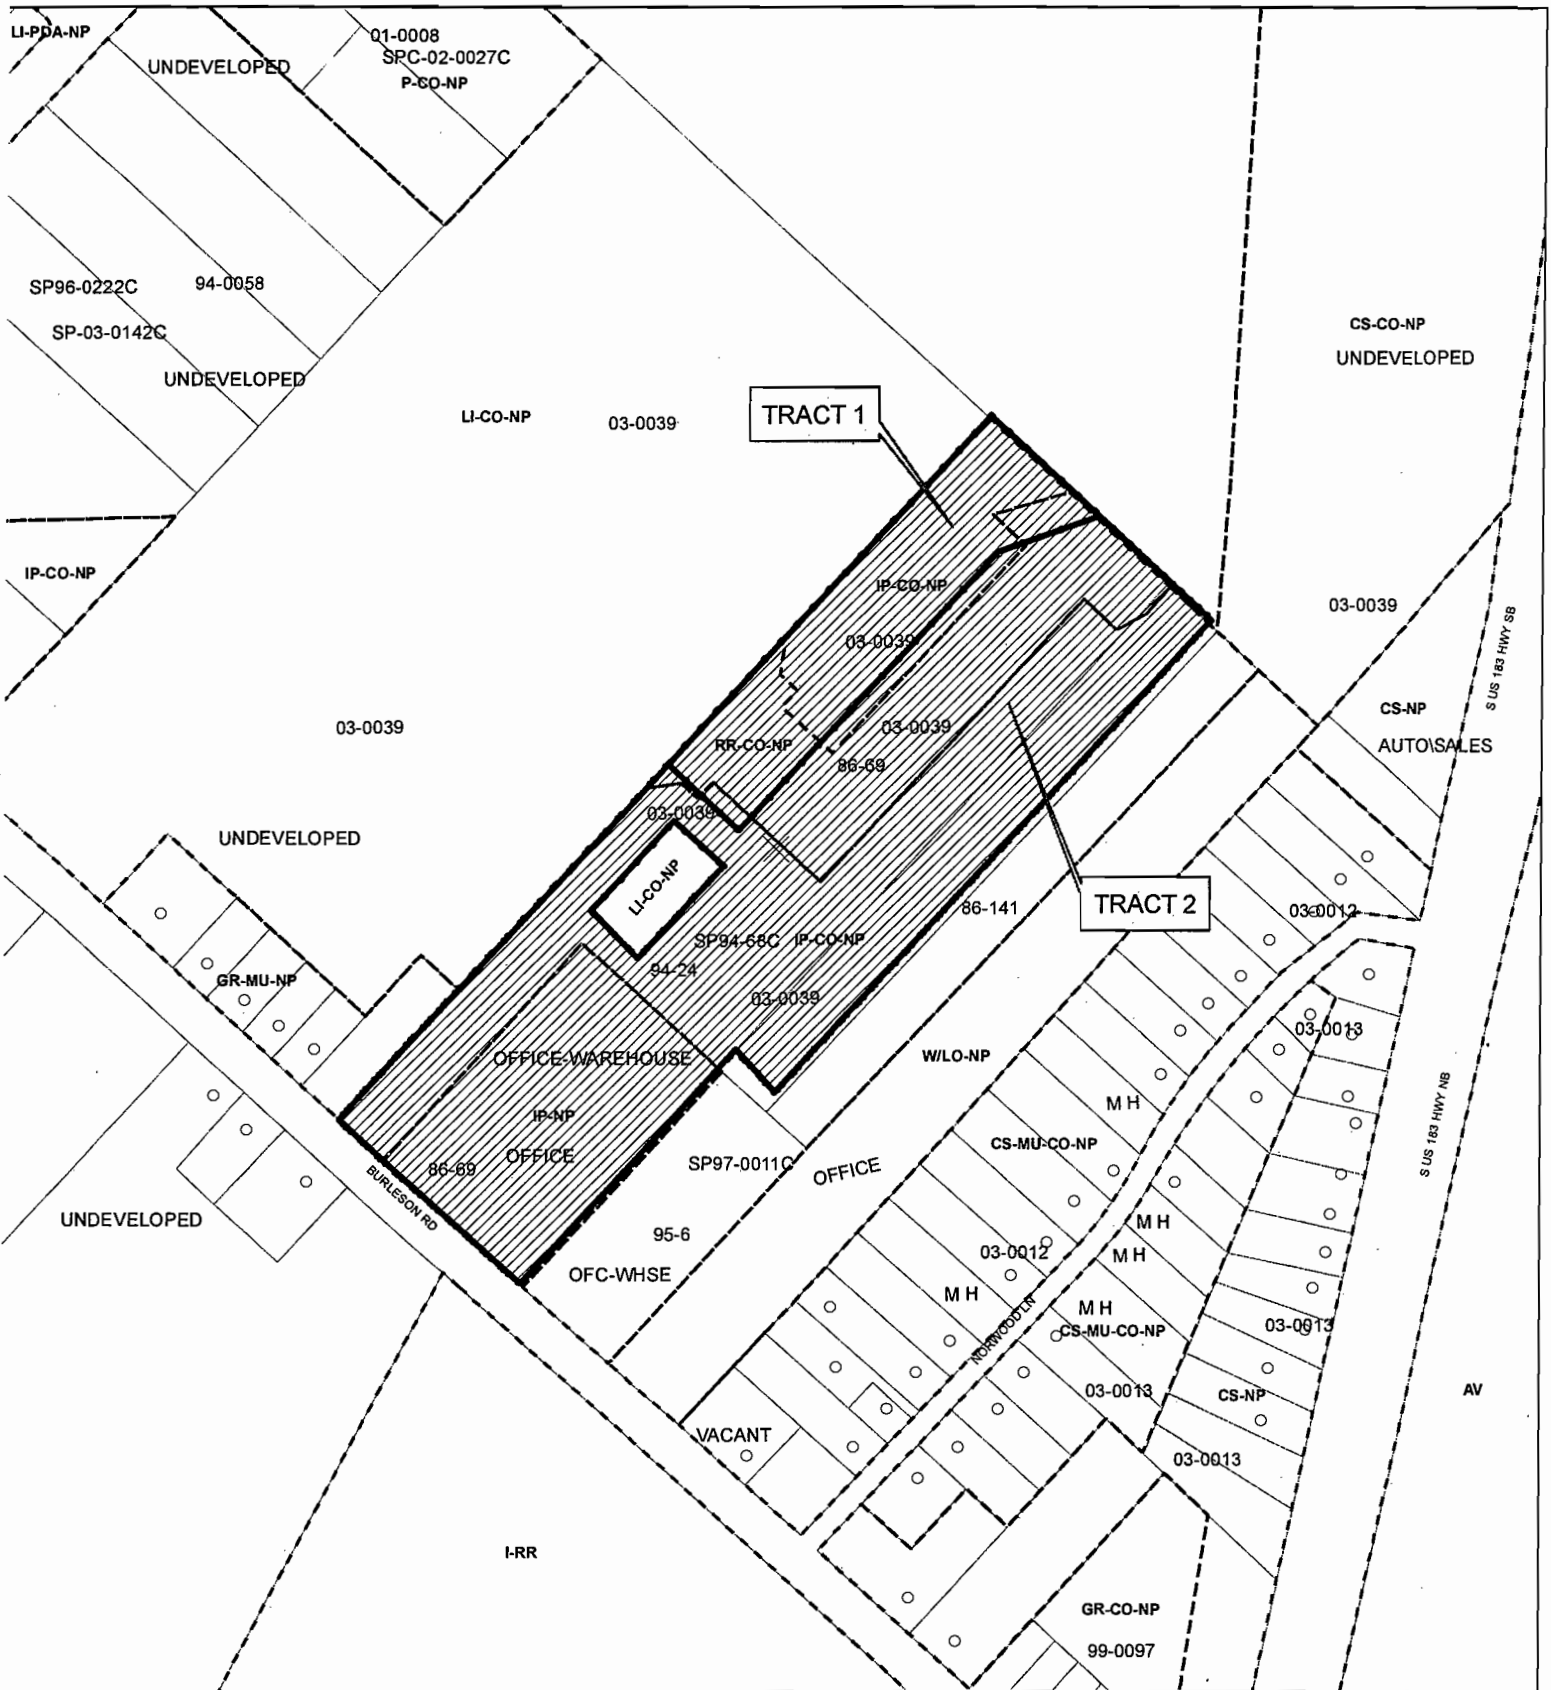 LI-PDA-NP
01-0008
SPC-02-0027C
P-CO-NP
UNDEVELOPED
SP96-0222C
94-0058
SP-03-0142C
UNDEVELOPED
CS-CO-NP
UNDEVELOPED
LI-CO-NP
03-0039
TRACT 1
IP-CO-NP
IP-CO-NP
03-0039
03-0039
S US 183 HWY SB
03-0039
03-0039
CS-NP
AUTO\SALES
RR-CO-NP
86-69
03-0039
UNDEVELOPED
LI-CO-NP
86-141
TRACT 2
03-0012
SP94-68C
IP-CO-NP
94-24
GR-MU-NP
03-0039
03-0013
OFFICE-WAREHOUSE
W/LO-NP
M H
S US 183 HWY NB
IP-NP
CS-MU-CO-NP
OFFICE
86-69
SP97-0011C
OFFICE
BURLESON RD
UNDEVELOPED
95-6
M H
03-0012
M H
OFC-WHSE
M H
M H
NORWOOD LN
CS-MU-CO-NP
03-0013
03-0013
CS-NP
AV
VACANT
03-0013
I-RR
GR-CO-NP
99-0097